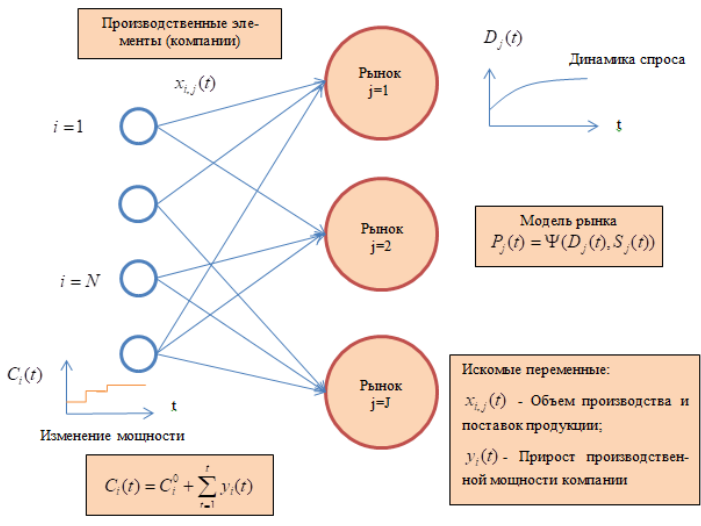 Производственные эле-
менты (компании)
x_{i,j}(t)
i = 1
i = N
Рынок
j=1
Рынок
j=2
Рынок
j=J
D_j(t)
Динамика спроса
t
Модель рынка
P_j(t) = Ψ(D_j(t), S_j(t))
C_i(t)
t
Изменение мощности
C_i(t) = C_i^0 + \sum_{τ=1}^{t} y_i(t)
Искомые переменные:
x_{i,j}(t) - Объем производства и
поставок продукции;
y_i(t) - Прирост производствен-
ной мощности компании